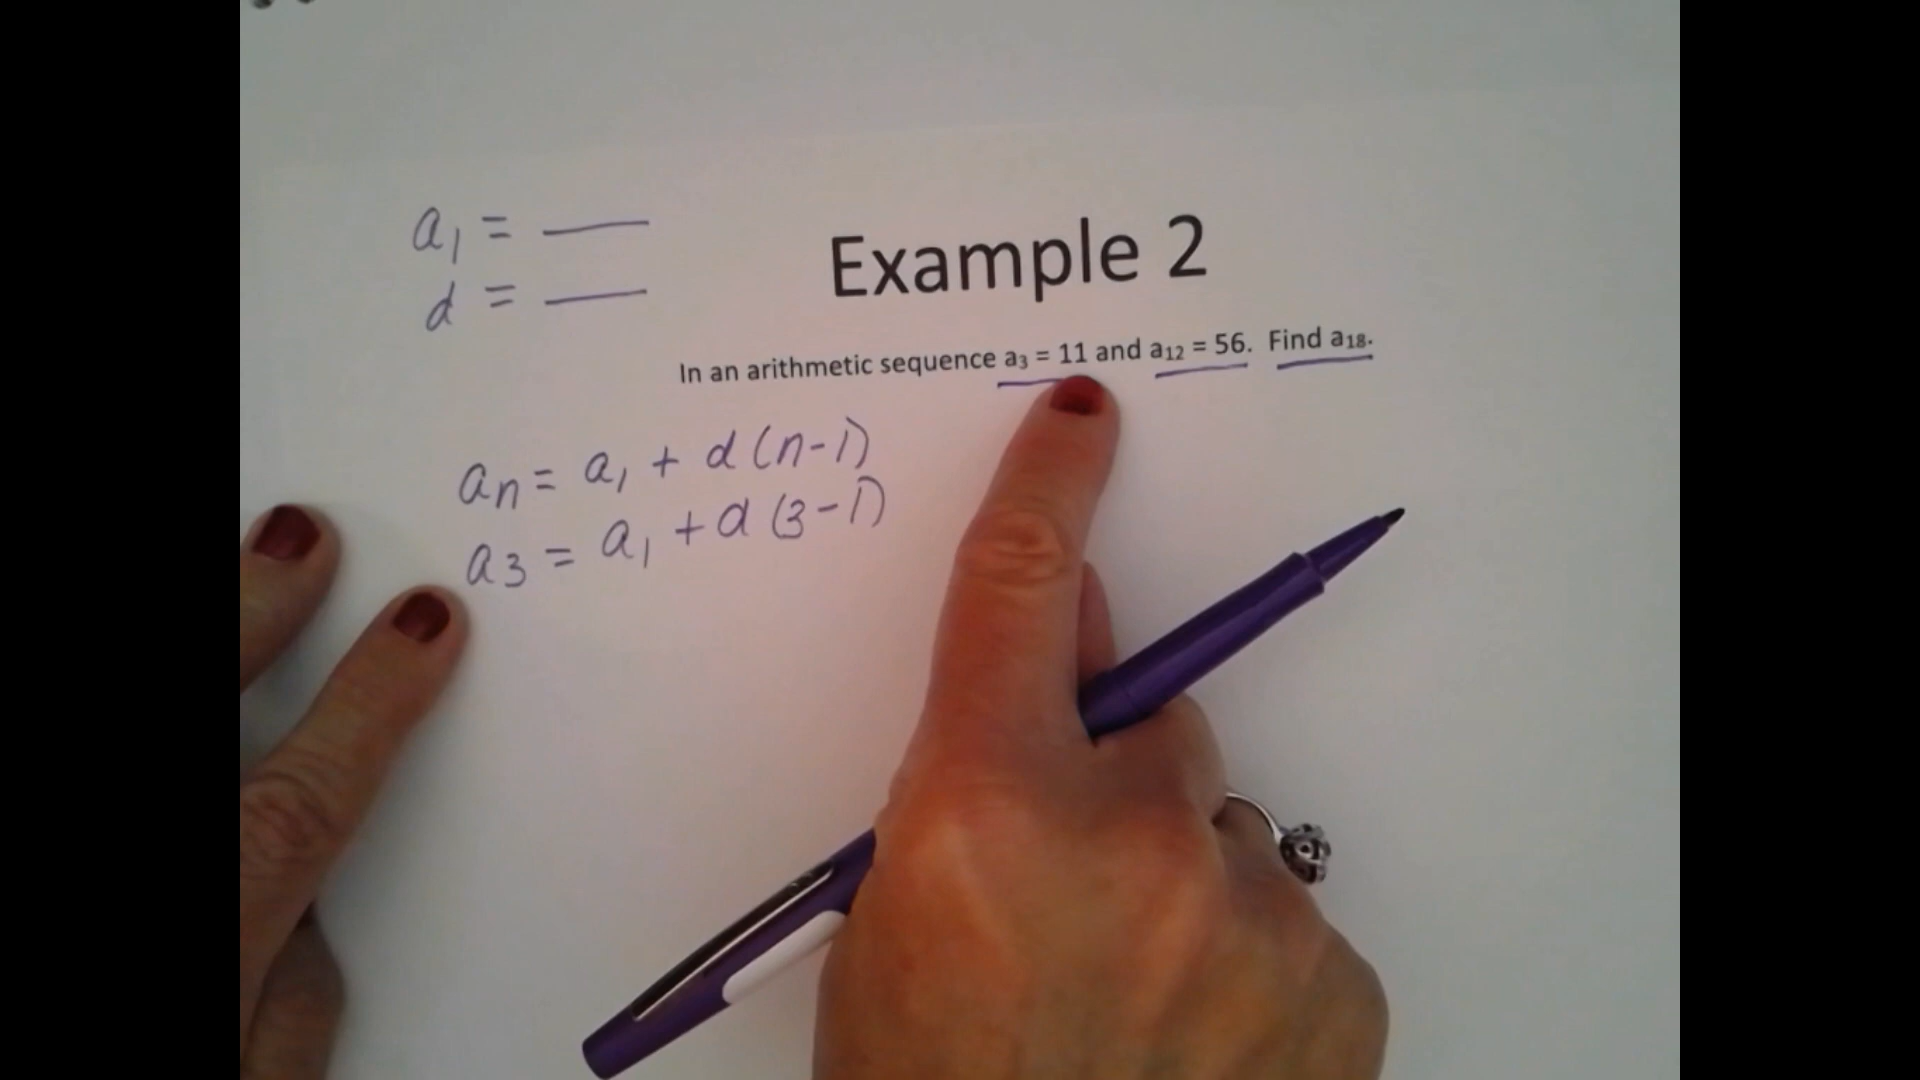 a₁ = ___
d = ___
Example 2
In an arithmetic sequence a₃ = 11 and a₁₂ = 56. Find a₁₈.
aₙ = a₁ + d (n-1)
a₃ = a₁ + d (3-1)